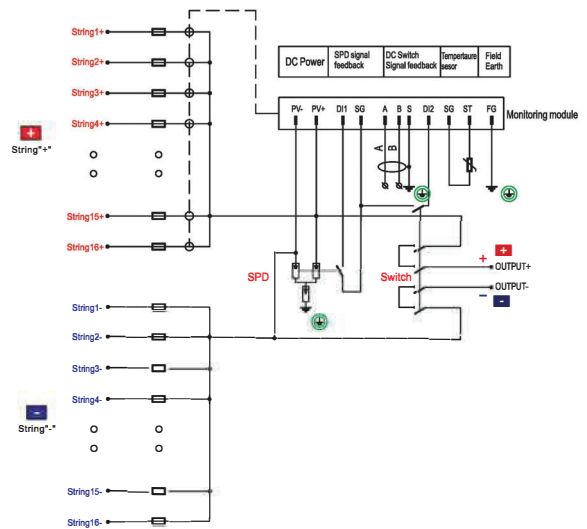 String1+
String2+
String3+
String4+
+
String"+"
String15+
String16+
DC Power
SPD signal
feedback
DC Switch
Signal feedback
Tempertaure
sesor
Field
Earth
PV-
PV+
DI1
SG
A
B
S
DI2
SG
ST
FG
Monitoring module
A
B
SPD
Switch
+
+
OUTPUT+
OUTPUT-
-
-
String1-
String2-
String3-
String4-
-
String"-"
String15-
String16-